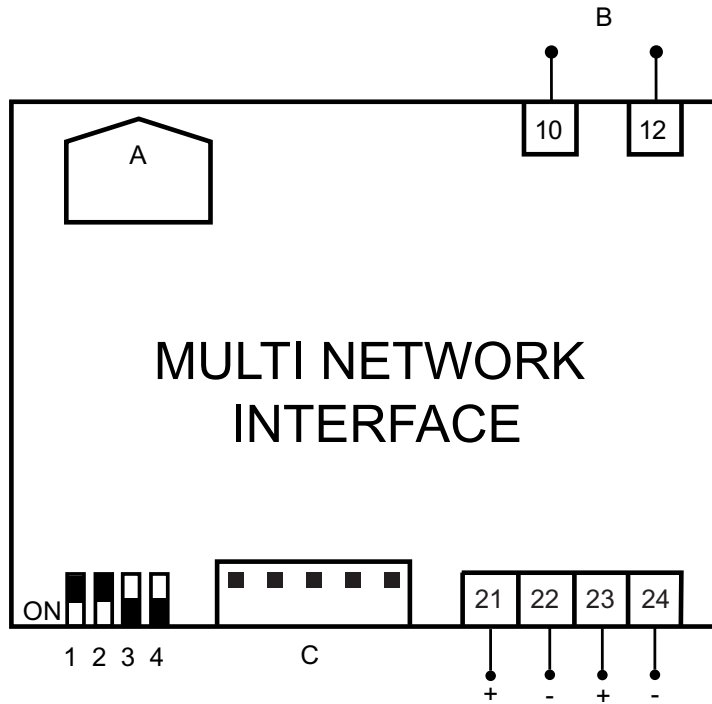 B
A
10 12
MULTI NETWORK
INTERFACE
ON
21 22 23 24
1 2 3 4
C
+ - + -